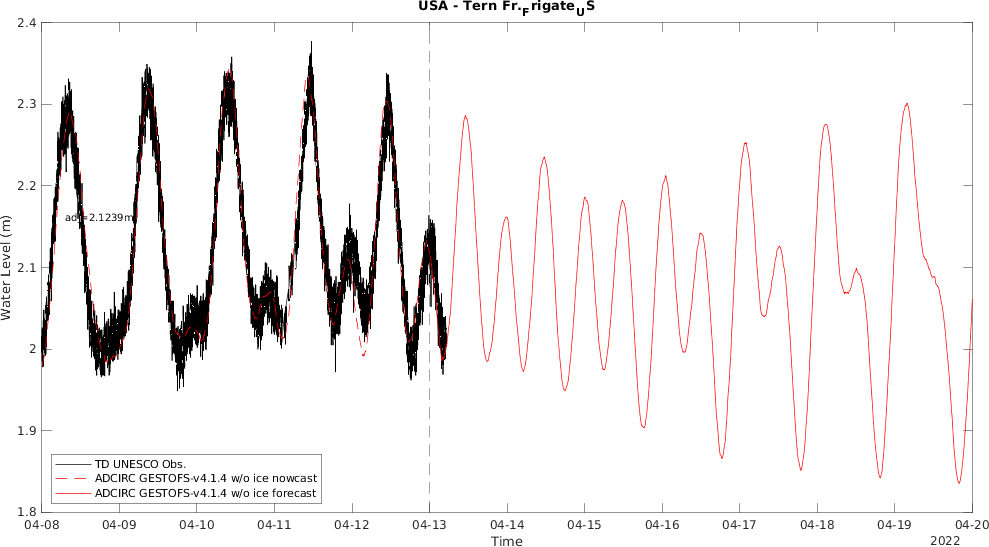 USA - Tern Fr.FrigateUS
2.4
2.3
2.2
2.1
2
1.9
1.8
Water Level (m)
adj=2.1239m
TD UNESCO Obs.
ADCIRC GESTOFS-v4.1.4 w/o ice nowcast
ADCIRC GESTOFS-v4.1.4 w/o ice forecast
04-08 04-09 04-10 04-11 04-12 04-13 04-14 04-15 04-16 04-17 04-18 04-19 04-20
Time
2022